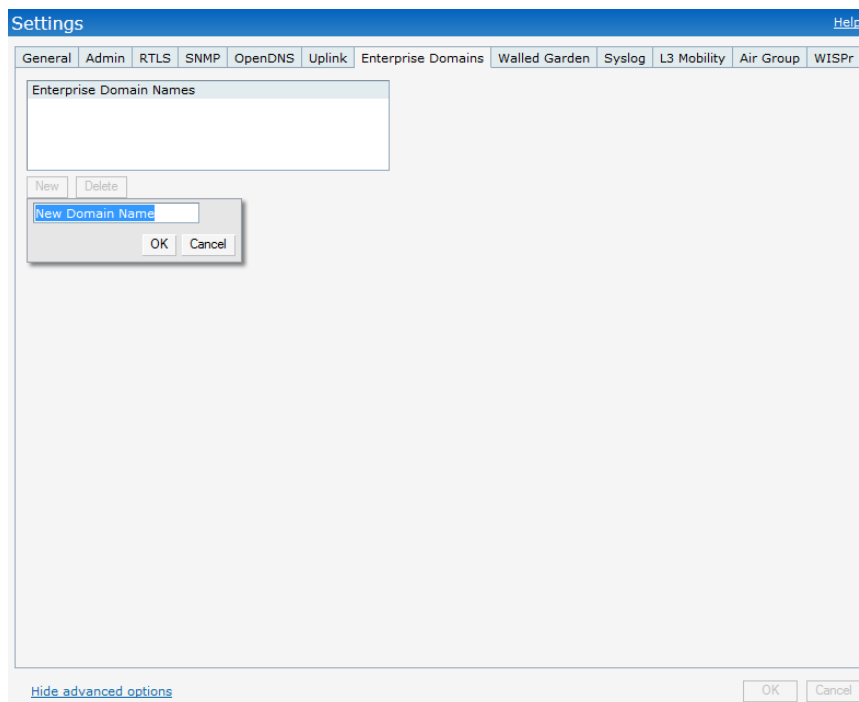 Settings Help
General Admin RTLS SNMP OpenDNS Uplink Enterprise Domains Walled Garden Syslog L3 Mobility Air Group WISPr
Enterprise Domain Names
New Delete
New Domain Name
OK Cancel
Hide advanced options OK Cancel